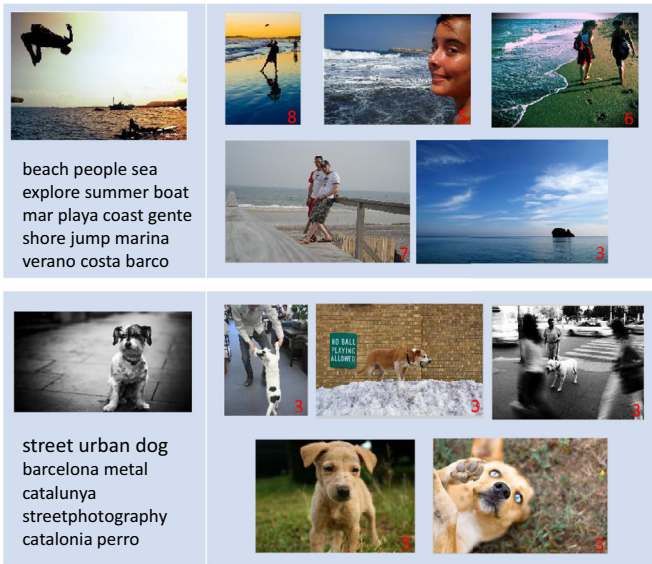 8
6
beach people sea
explore summer boat
mar playa coast gente
shore jump marina
verano costa barco
7
3
NO BALL
PLAYING
ALLOWED
3
3
3
street urban dog
barcelona metal
catalunya
streetphotography
catalonia perro
3
3